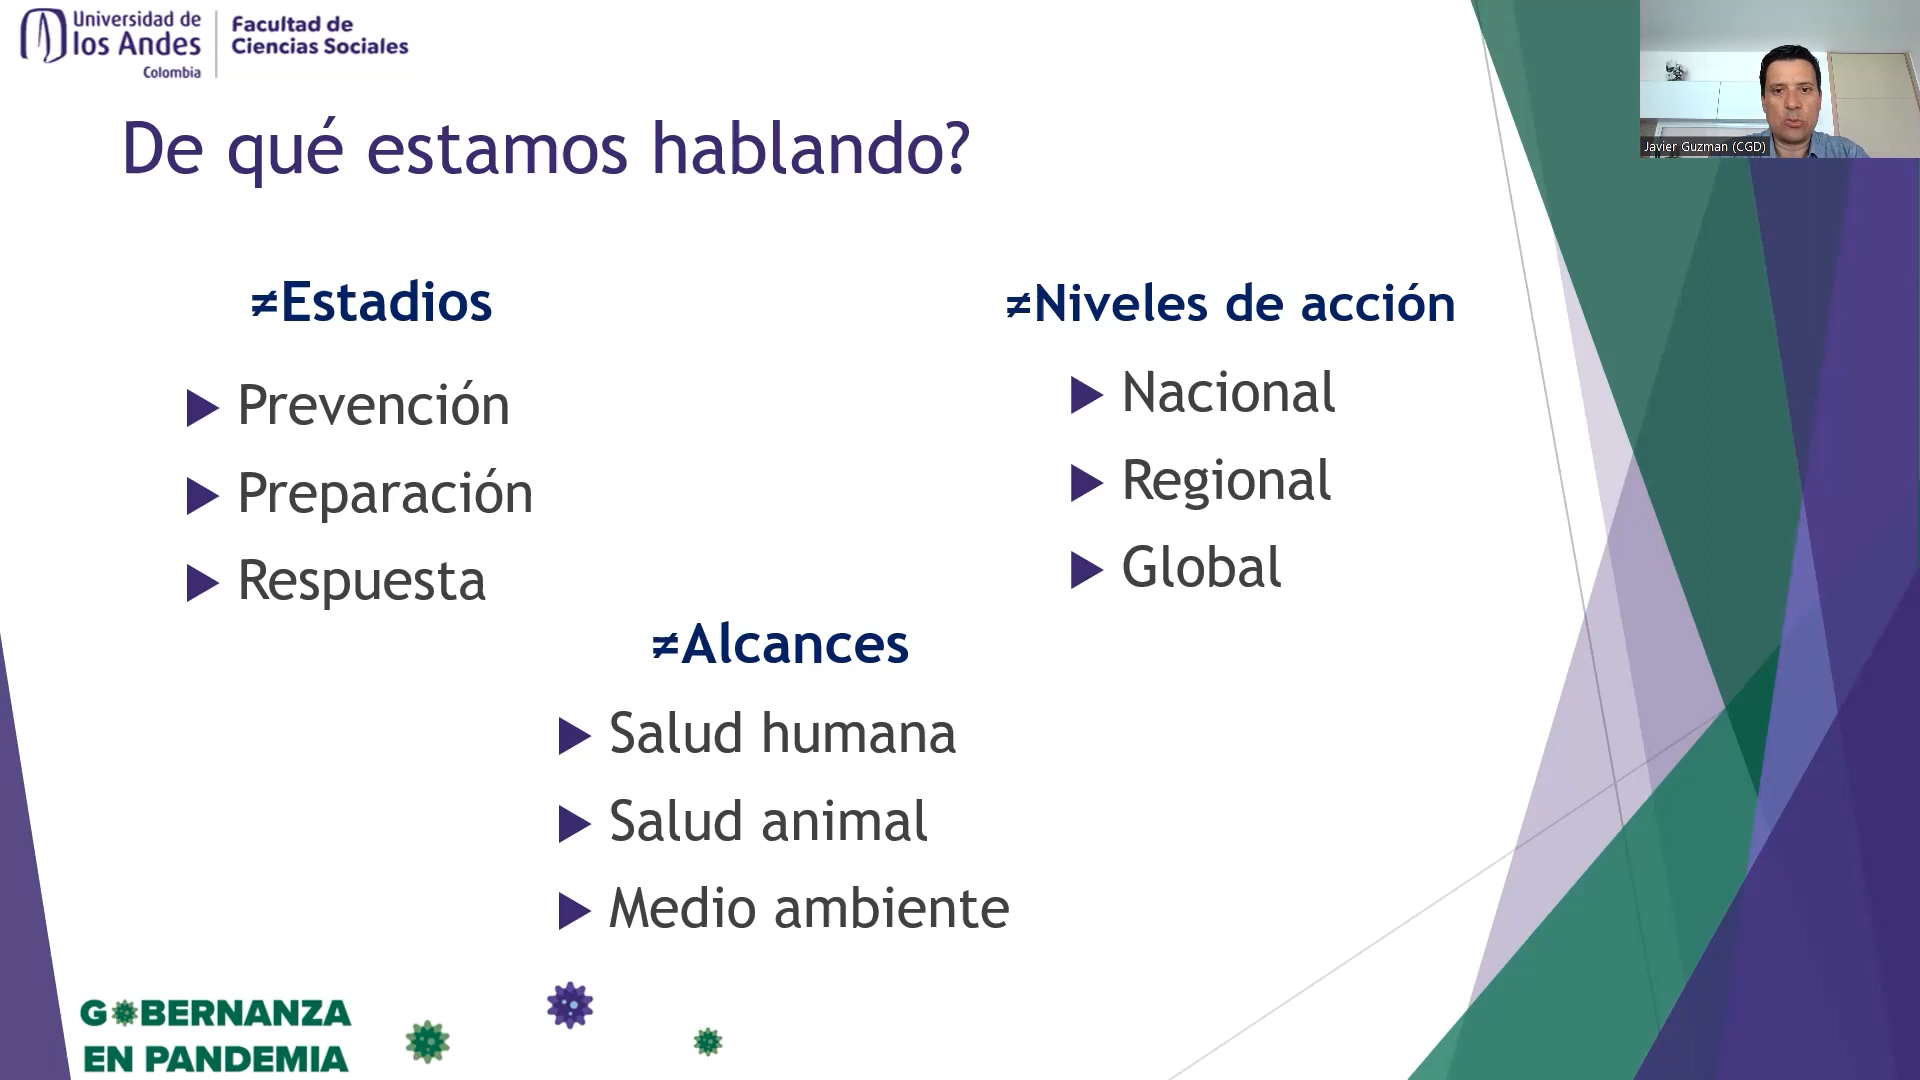 Universidad de
los Andes
Colombia
Facultad de
Ciencias Sociales
Javier Guzman (CGD)
De qué estamos hablando?
≠Estadios
Prevención
Preparación
Respuesta
≠Niveles de acción
Nacional
Regional
Global
≠Alcances
Salud humana
Salud animal
Medio ambiente
GOBERNANZA
EN PANDEMIA